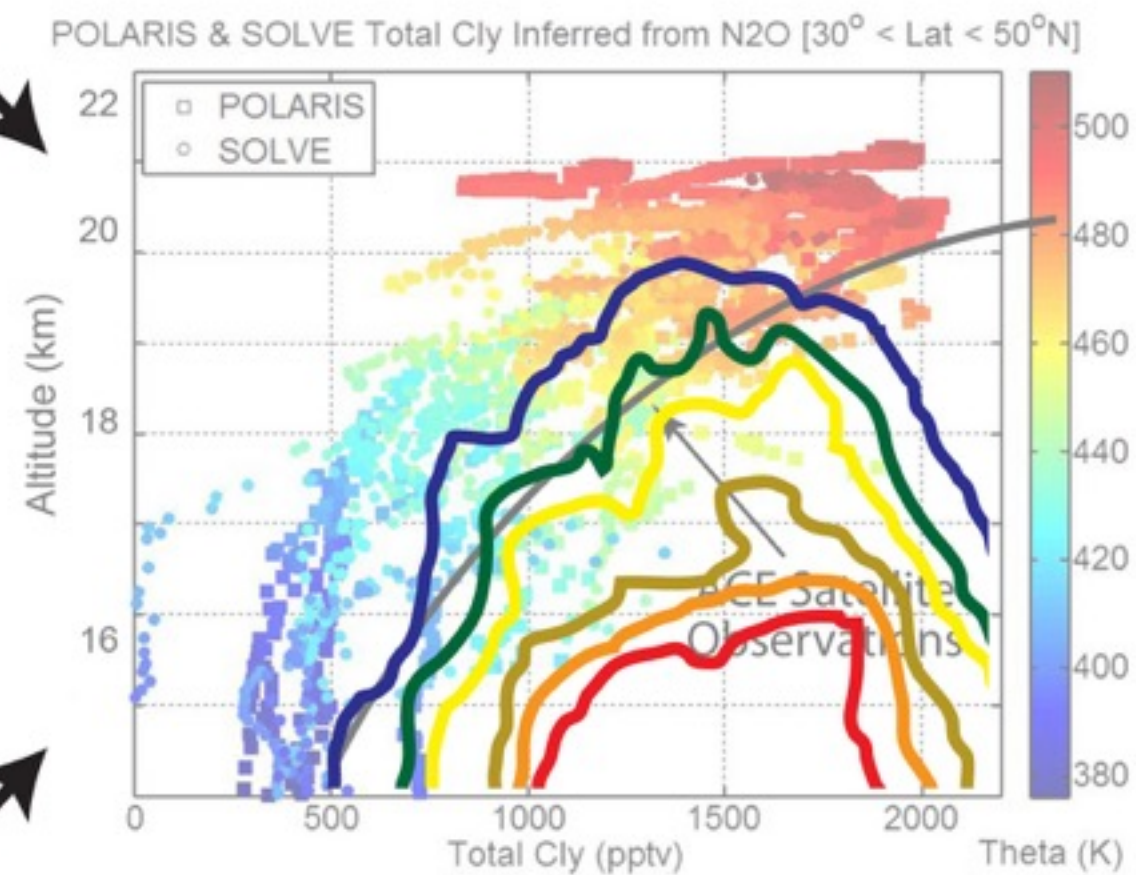 POLARIS & SOLVE Total Cly Inferred from N2O [30° < Lat < 50°N]
POLARIS
SOLVE
22
20
18
16
Altitude (km)
ACE Satellite
Observations
0
500
1000
1500
2000
Total Cly (pptv)
500
480
460
440
420
400
380
Theta (K)